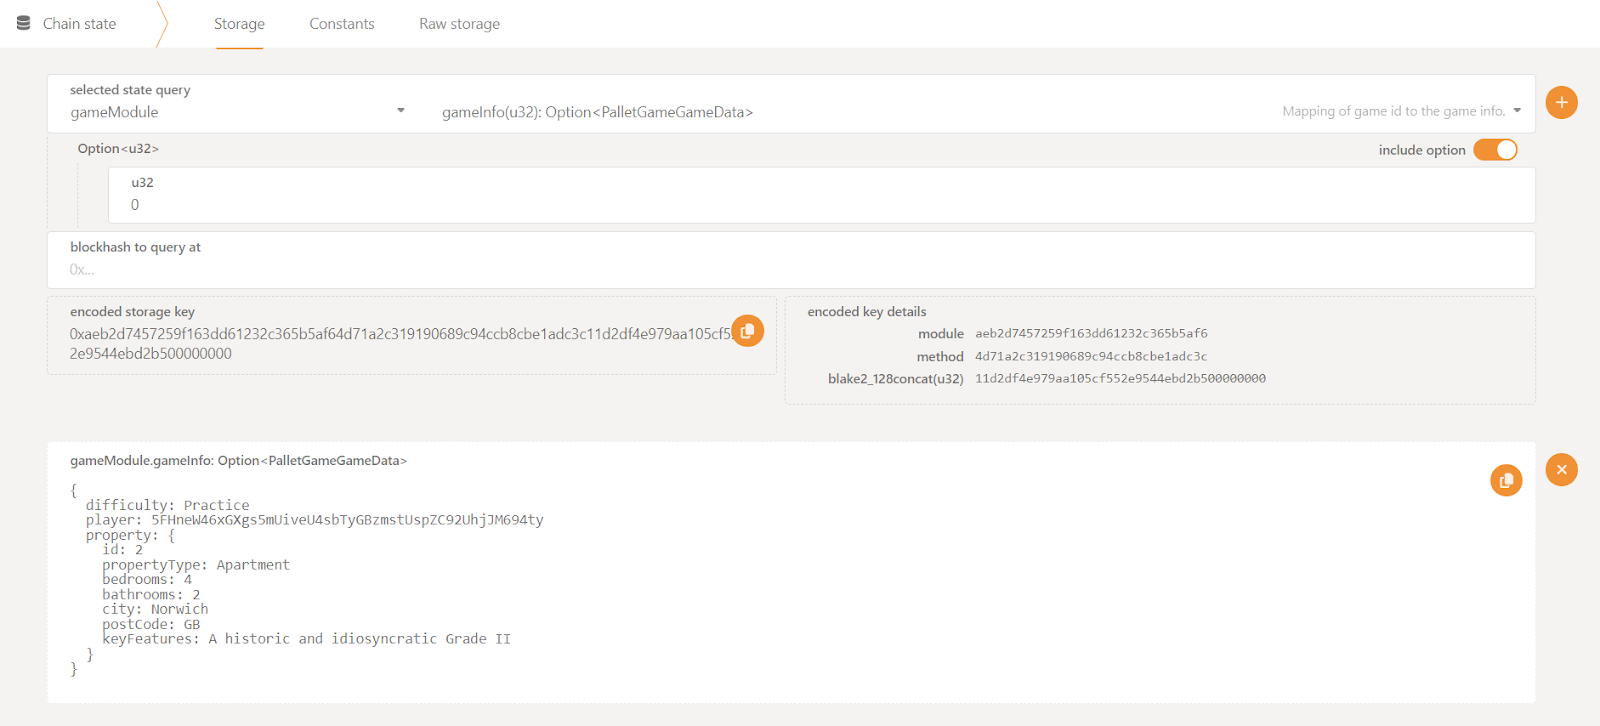 Chain state
Storage
Constants
Raw storage
selected state query
gameModule
gameInfo(u32): Option<PalletGameGameData>
Mapping of game id to the game info.
Option<u32>
include option
u32
0
blockhash to query at
0x...
encoded storage key
0xaeb2d7457259f163dd61232c365b5af64d71a2c319190689c94ccb8cbe1adc3c11d2df4e979aa105cf5
2e9544ebd2b500000000
encoded key details
module aeb2d7457259f163dd61232c365b5af6
method 4d71a2c319190689c94ccb8cbe1adc3c
blake2_128concat(u32) 11d2df4e979aa105cf552e9544ebd2b500000000
gameModule.gameInfo: Option<PalletGameGameData>
{
difficulty: Practice
player: 5FHneW46xGXgs5mUiveU4sbTyGBzmstUspZC92UhjJM694ty
property: {
id: 2
propertyType: Apartment
bedrooms: 4
bathrooms: 2
city: Norwich
postCode: GB
keyFeatures: A historic and idiosyncratic Grade II
}
}